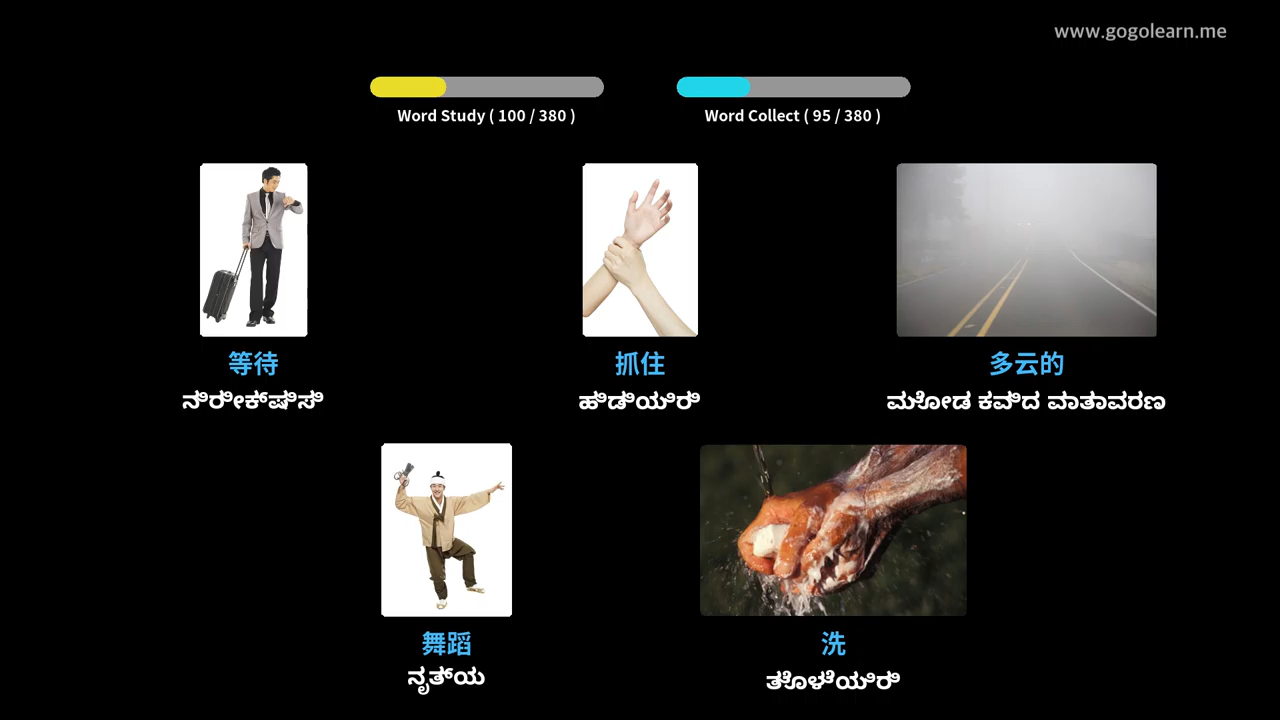 www.gogolearn.me
Word Study ( 100 / 380 )
Word Collect ( 95 / 380 )
等待
ನಿರೀಕ್ಷಿಸಿ
抓住
ಹಿಡಿಯಿರಿ
多云的
ಮೋಡ ಕವಿದ ವಾತಾವರಣ
舞蹈
ನೃತ್ಯ
洗
ತೊಳೆಯಿರಿ